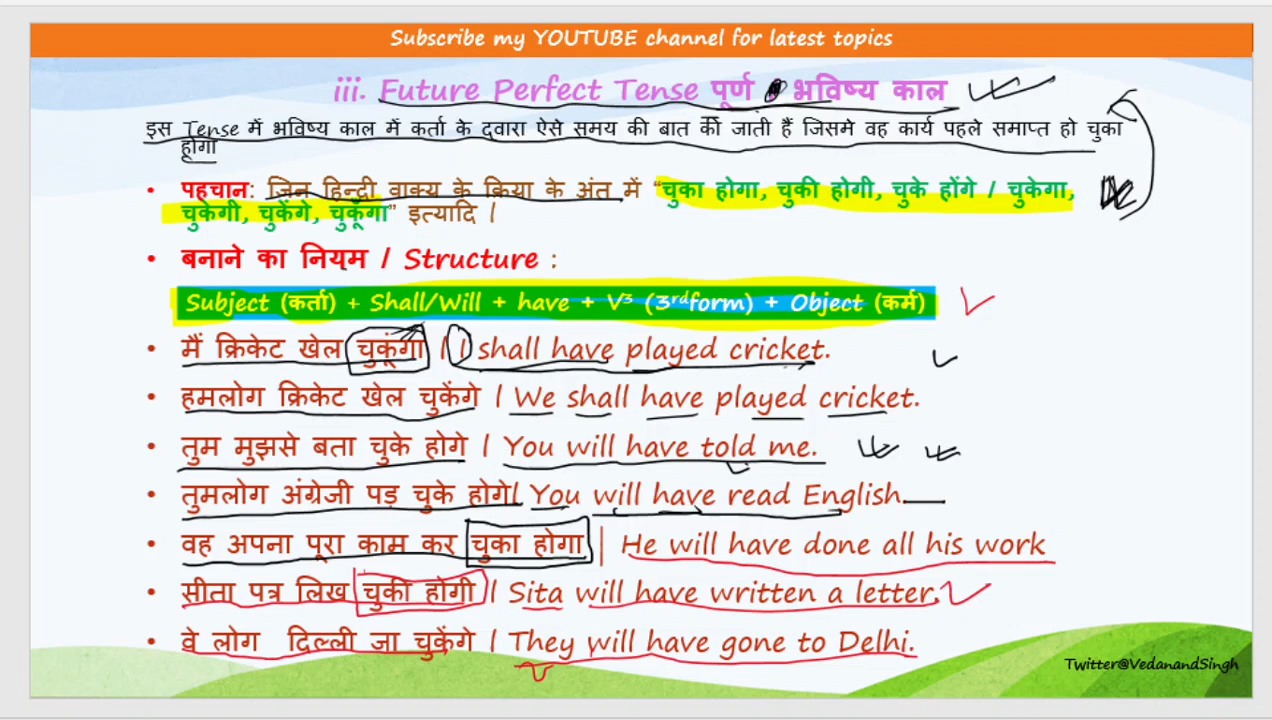 Subscribe my YOUTUBE channel for latest topics
iii. Future Perfect Tense पूर्ण भविष्य काल
इस Tense में भविष्य काल में कर्ता के द्वारा ऐसे समय की बात की जाती हैं जिसमे वह कार्य पहले समाप्त हो चुका
होगा
• पहचान: जिन हिन्दी वाक्य के क्रिया के अंत में "चुका होगा, चुकी होगी, चुके होंगे / चुकेगा,
चुकेगी, चुकेंगे, चुकूँगा" इत्यादि |
• बनाने का नियम / Structure :
Subject (कर्ता) + Shall/Will + have + V³ (3rdform) + Object (कर्म)
• मैं क्रिकेट खेल चुकूंगा | I shall have played cricket.
• हमलोग क्रिकेट खेल चुकेंगे | We shall have played cricket.
• तुम मुझसे बता चुके होगे | You will have told me.
• तुमलोग अंग्रेजी पड़ चुके होगे| You will have read English.
• वह अपना पूरा काम कर चुका होगा | He will have done all his work
• सीता पत्र लिख चुकी होगी | Sita will have written a letter.
• वे लोग दिल्ली जा चुकेंगे | They will have gone to Delhi.
Twitter@VedanandSingh